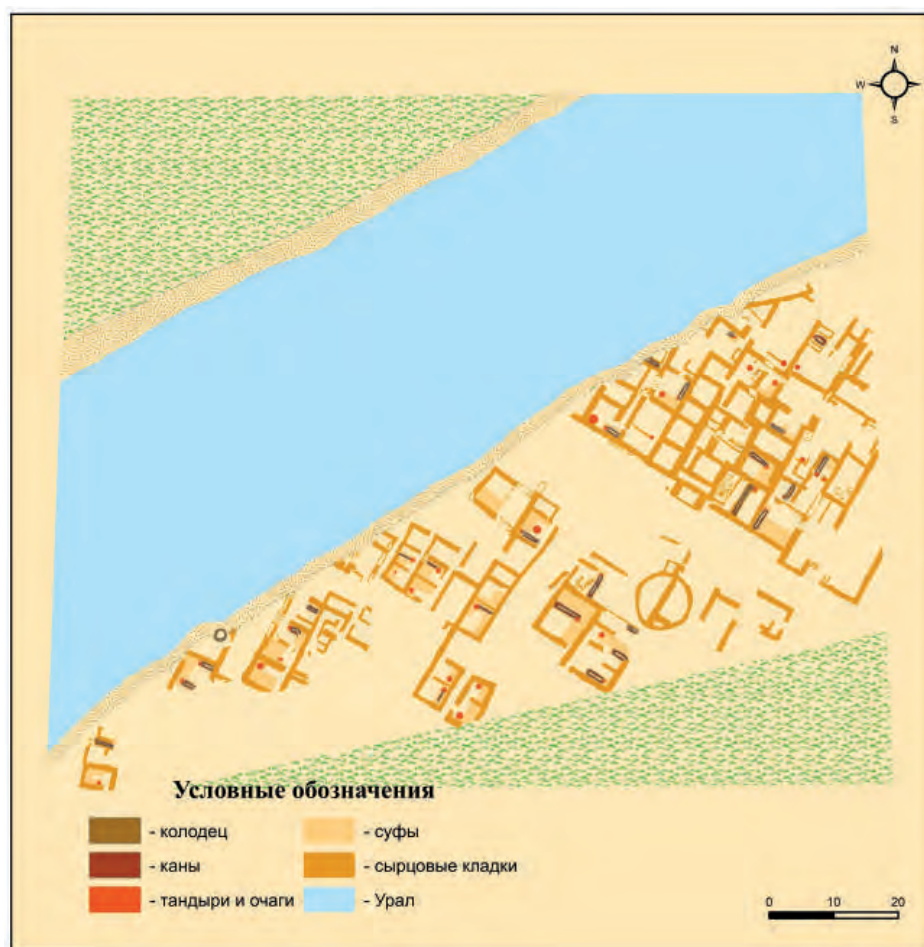 N
W
S
Условные обозначения
- колодец
- суфы
- каны
- сырцовые кладки
- тандыри и очаги
- Урал
0 10 20